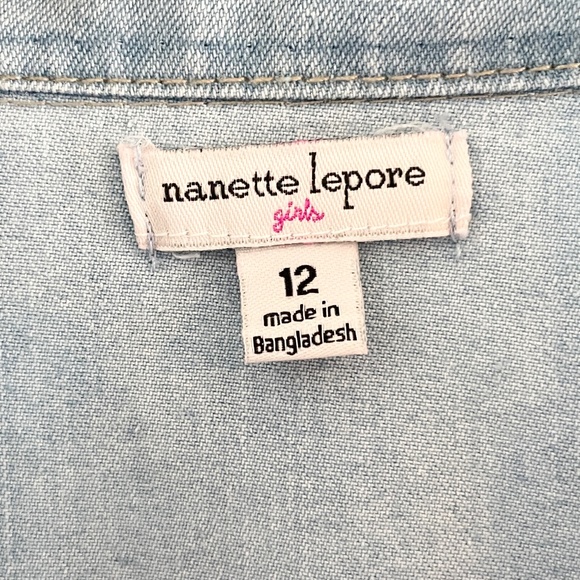 nanette lepore
girls
12
made in
Bangladesh